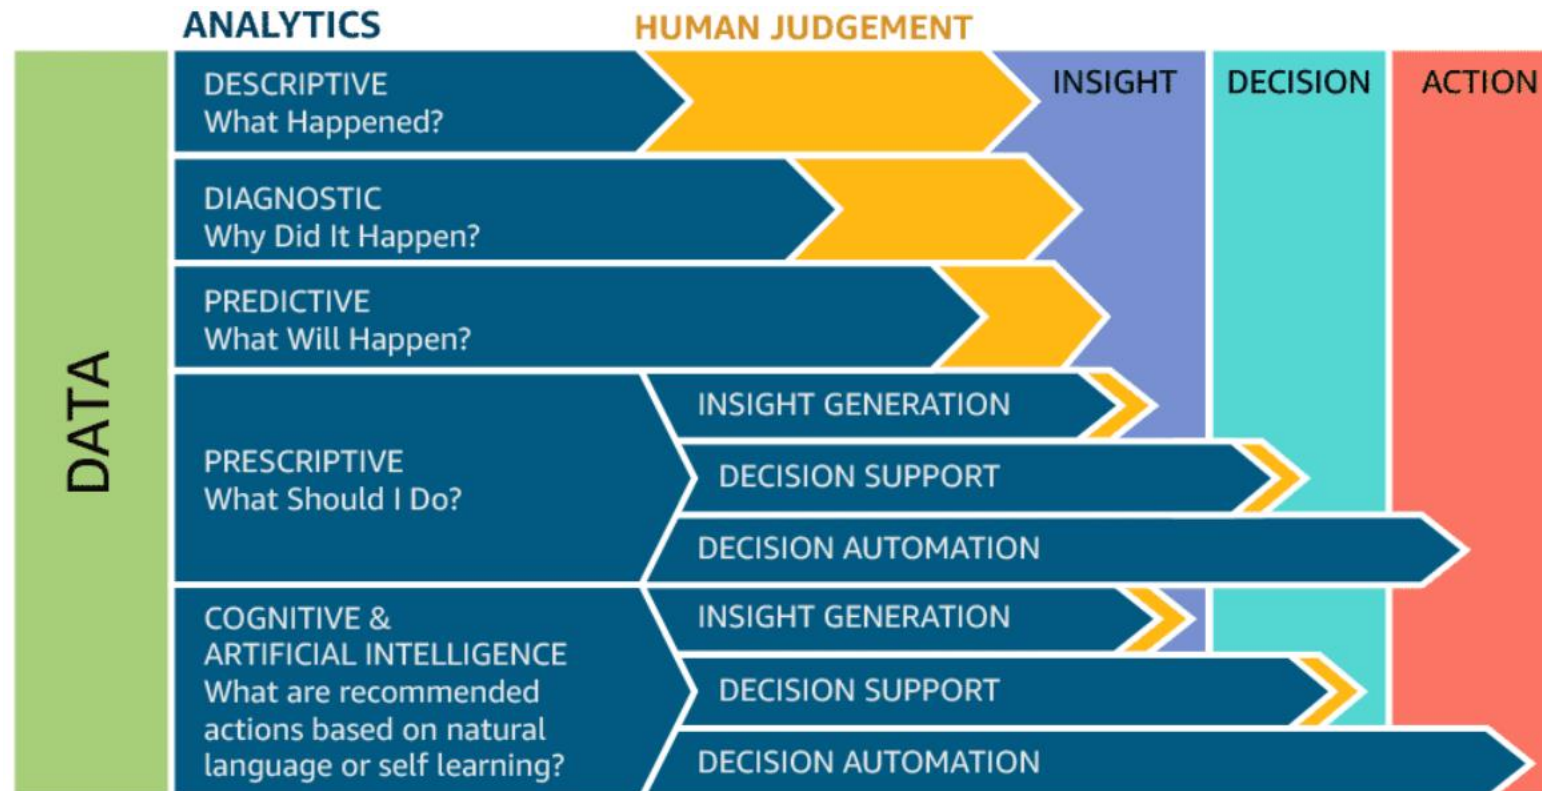 ANALYTICS
HUMAN JUDGEMENT
INSIGHT
DECISION
ACTION
DATA
DESCRIPTIVE
What Happened?
DIAGNOSTIC
Why Did It Happen?
PREDICTIVE
What Will Happen?
PRESCRIPTIVE
What Should I Do?
INSIGHT GENERATION
DECISION SUPPORT
DECISION AUTOMATION
COGNITIVE &
ARTIFICIAL INTELLIGENCE
What are recommended
actions based on natural
language or self learning?
INSIGHT GENERATION
DECISION SUPPORT
DECISION AUTOMATION